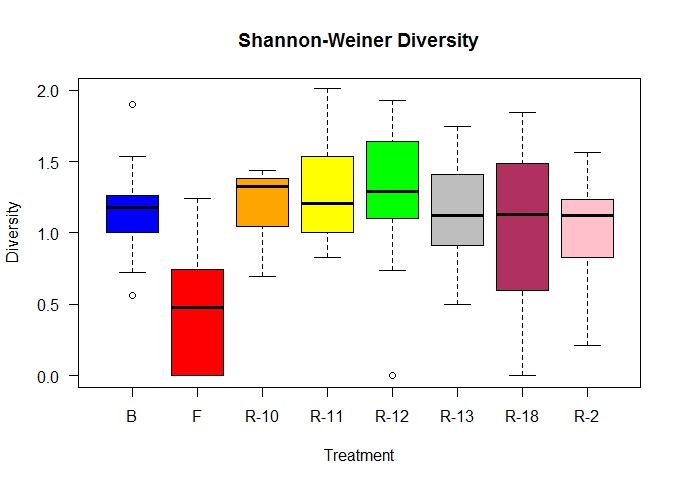 Shannon-Weiner Diversity
2.0
1.5
1.0
0.5
0.0
Diversity
B F R-10 R-11 R-12 R-13 R-18 R-2
Treatment